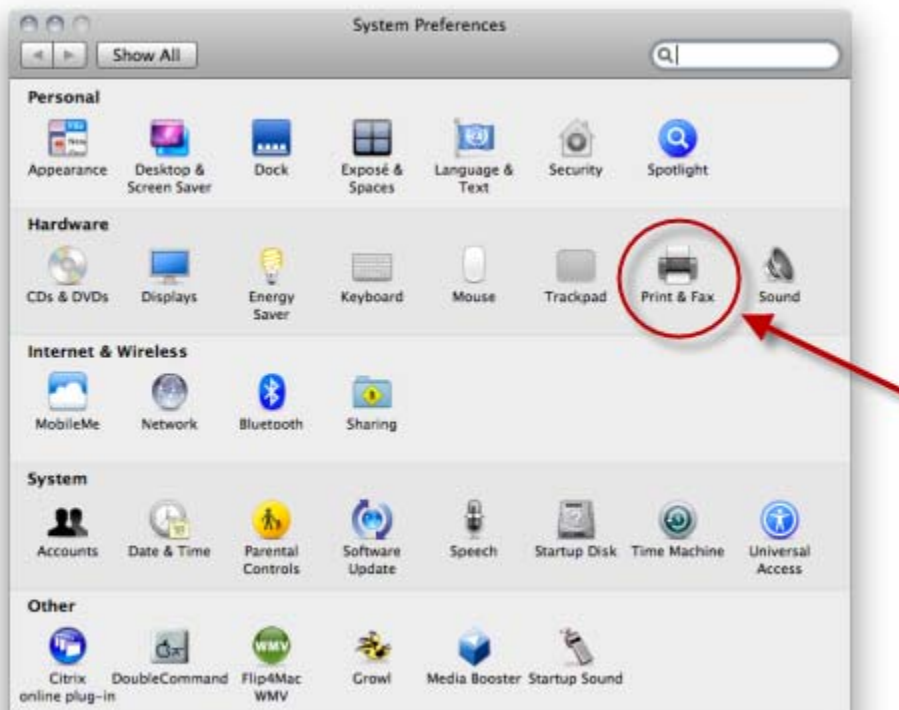 System Preferences
Show All
Personal
Appearance
Desktop &
Screen Saver
Dock
Exposé &
Spaces
Language &
Text
Security
Spotlight
Hardware
CDs & DVDs
Displays
Energy
Saver
Keyboard
Mouse
Trackpad
Print & Fax
Sound
Internet & Wireless
MobileMe
Network
Bluetooth
Sharing
System
Accounts
Date & Time
Parental
Controls
Software
Update
Speech
Startup Disk
Time Machine
Universal
Access
Other
Citrix
online plug-in
DoubleCommand
WMV
Flip4Mac
WMV
Growl
Media Booster
Startup Sound